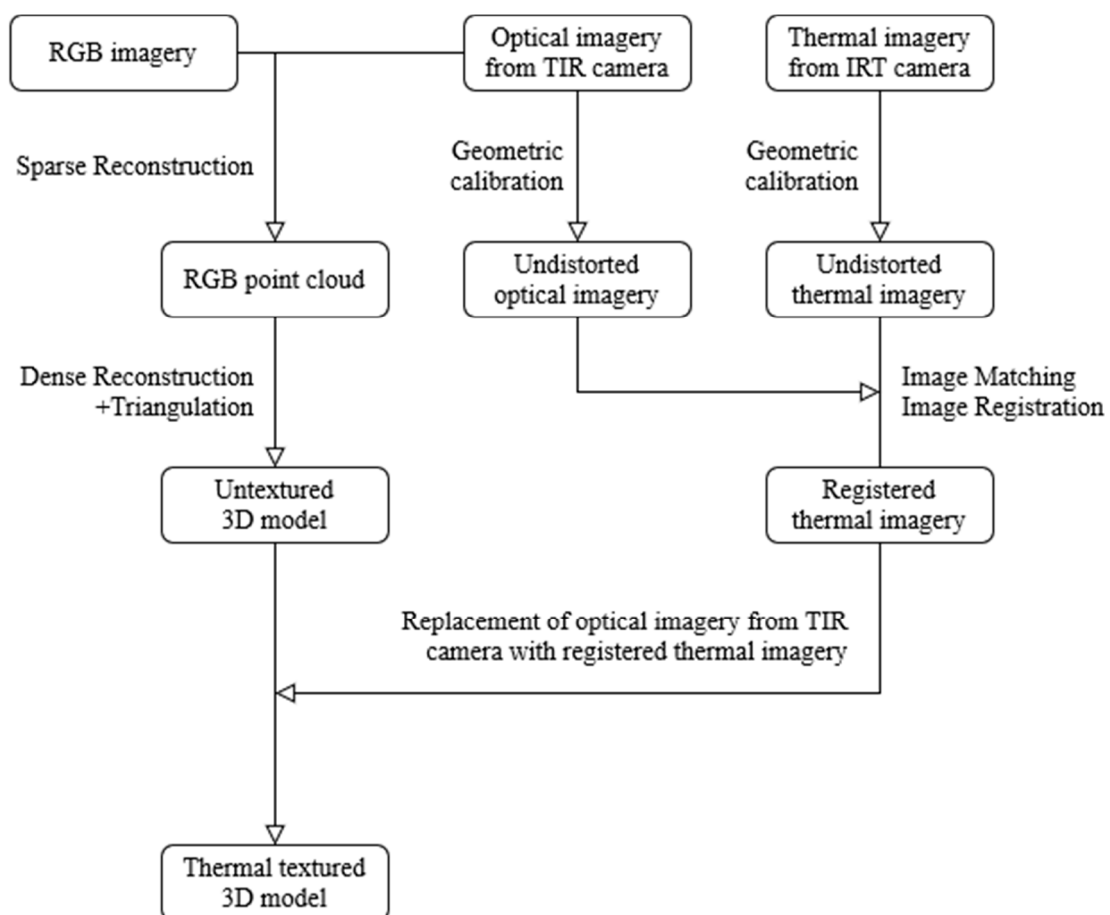 RGB imagery
Optical imagery
from TIR camera
Thermal imagery
from IRT camera
Sparse Reconstruction
Geometric
calibration
Geometric
calibration
RGB point cloud
Undistorted
optical imagery
Undistorted
thermal imagery
Dense Reconstruction
+Triangulation
Image Matching
Image Registration
Untextured
3D model
Registered
thermal imagery
Replacement of optical imagery from TIR
camera with registered thermal imagery
Thermal textured
3D model